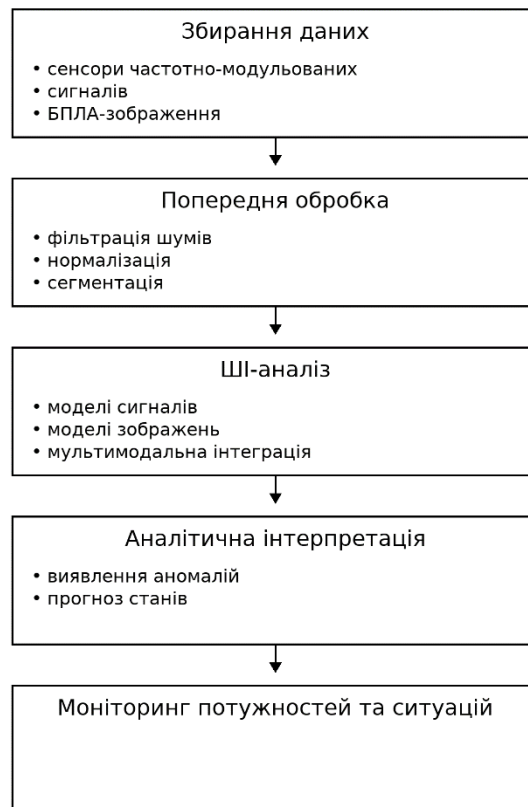 Збирання даних
• сенсори частотно-модульованих
• сигналів
• БПЛА-зображення
Попередня обробка
• фільтрація шумів
• нормалізація
• сегментація
ШІ-аналіз
• моделі сигналів
• моделі зображень
• мультимодальна інтеграція
Аналітична інтерпретація
• виявлення аномалій
• прогноз станів
Моніторинг потужностей та ситуацій